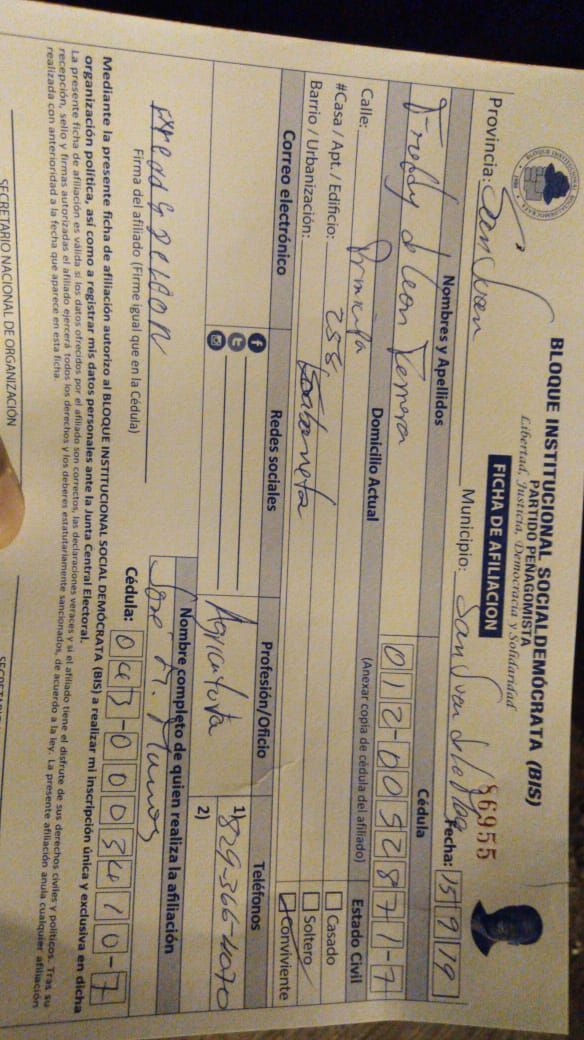 BLOQUE INSTITUCIONAL SOCIALDEMÓCRATA (BIS)
PARTIDO PEÑAGOMISTA
Libertad, Justicia, Democracia y Solidaridad
FICHA DE AFILIACION
86955
Provincia: San Juan Municipio: San Juan de la Mag Fecha: 15 9 19
Nombres y Apellidos Cédula
Freddy de Leon 012-0052871-7
Domicilio Actual (Anexar copia de cédula del afiliado) Estado Civil
Calle: Primera
#Casa / Apt. / Edificio: 258
Barrio / Urbanización:
Casado
Soltero
Conviviente
Correo electrónico Redes sociales Profesión/Oficio Teléfonos
Agricultura 1) 829-366-4070
2)
Nombre completo de quien realiza la afiliación
Freddy deleon José
Firma del afiliado (Firme igual que en la Cédula) Cédula: 043-0003410-7
Mediante la presente ficha de afiliación autorizo al BLOQUE INSTITUCIONAL SOCIAL DEMÓCRATA (BIS) a realizar mi inscripción única y exclusiva en dicha
organización política, así como a registrar mis datos personales ante la Junta Central Electoral.
La presente ficha de afiliación es válida si los datos ofrecidos por el afiliado son correctos, las declaraciones veraces y si el afiliado tiene el disfrute de sus derechos civiles y políticos. Tras su
recepción, sello y firmas autorizadas el afiliado ejercerá todos los derechos y los deberes estatutariamente sancionados, de acuerdo a la ley. La presente afiliación anula cualquier afiliación
realizada con anterioridad a la fecha que aparece en esta ficha.
SECRETARIO NACIONAL DE ORGANIZACIÓN